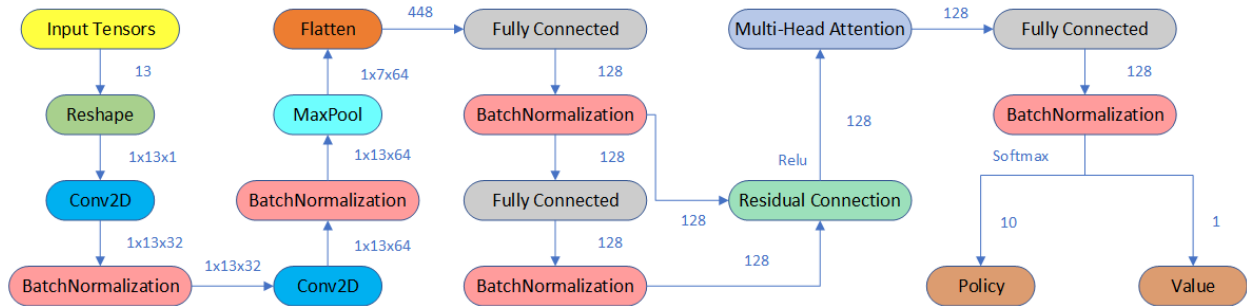 Input Tensors
13
Reshape
1x13x1
Conv2D
1x13x32
BatchNormalization
1x13x32
Conv2D
1x13x64
BatchNormalization
1x13x64
MaxPool
1x7x64
Flatten
448
Fully Connected
128
BatchNormalization
128
Fully Connected
128
BatchNormalization
128
128
Residual Connection
Relu
128
Multi-Head Attention
128
Fully Connected
128
BatchNormalization
Softmax
10
1
Policy
Value